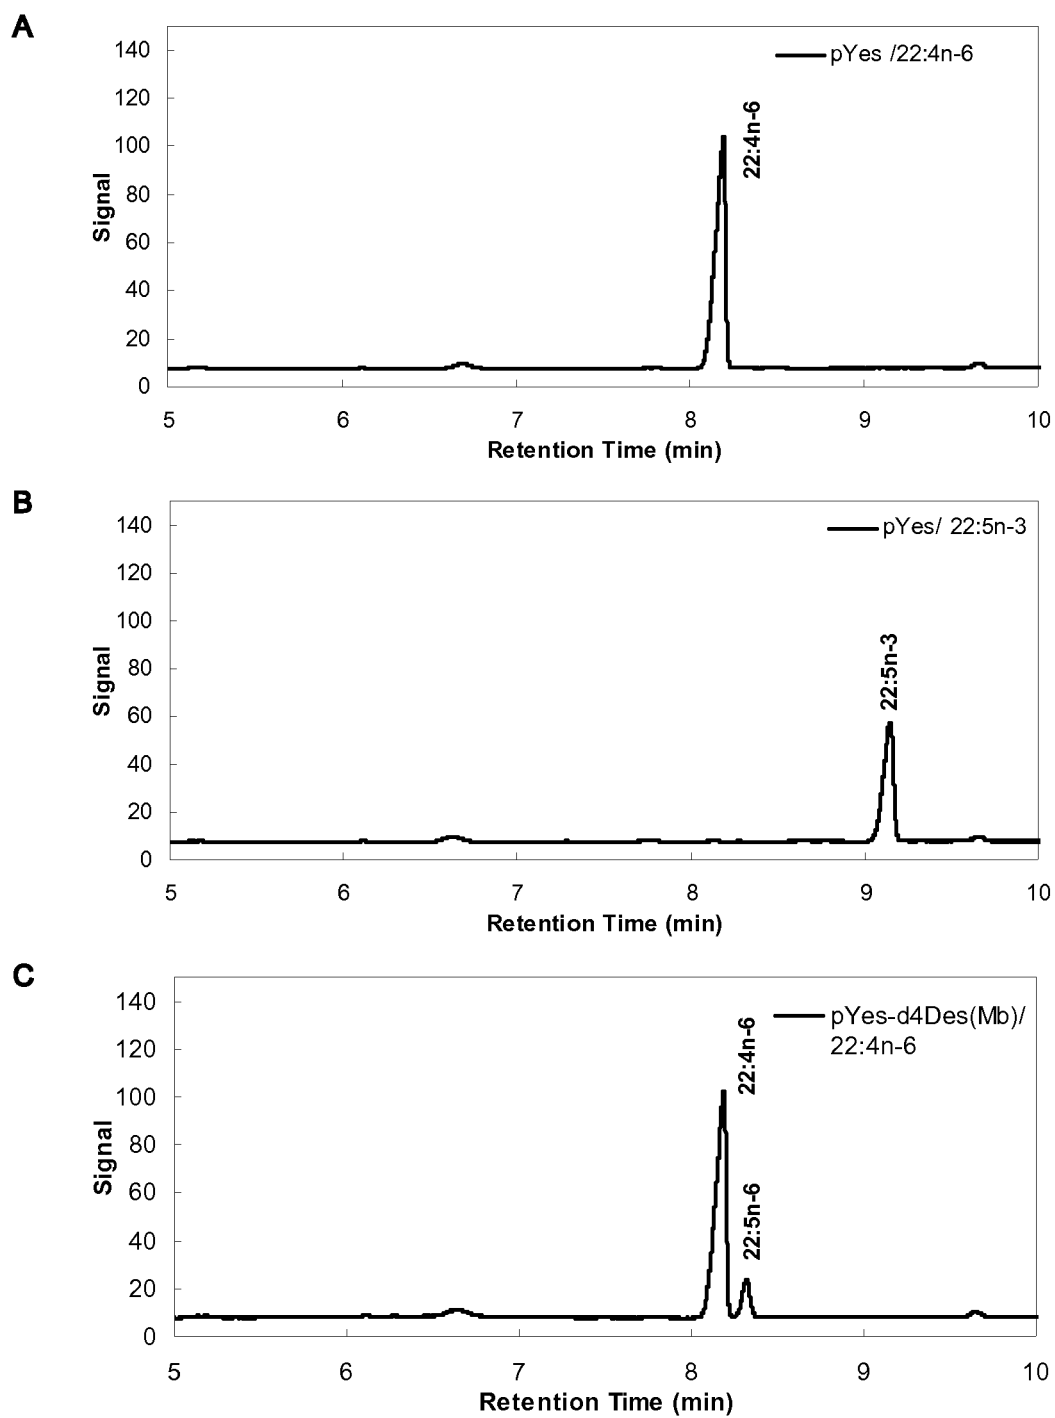 A
140
120
100
80
60
40
20
0
Signal
pYes /22:4n-6
22:4n-6
5 6 7 8 9 10
Retention Time (min)
B
140
120
100
80
60
40
20
0
Signal
pYes/ 22:5n-3
22:5n-3
5 6 7 8 9 10
Retention Time (min)
C
140
120
100
80
60
40
20
0
Signal
pYes-d4Des(Mb)/
22:4n-6
22:4n-6
22:5n-6
5 6 7 8 9 10
Retention Time (min)